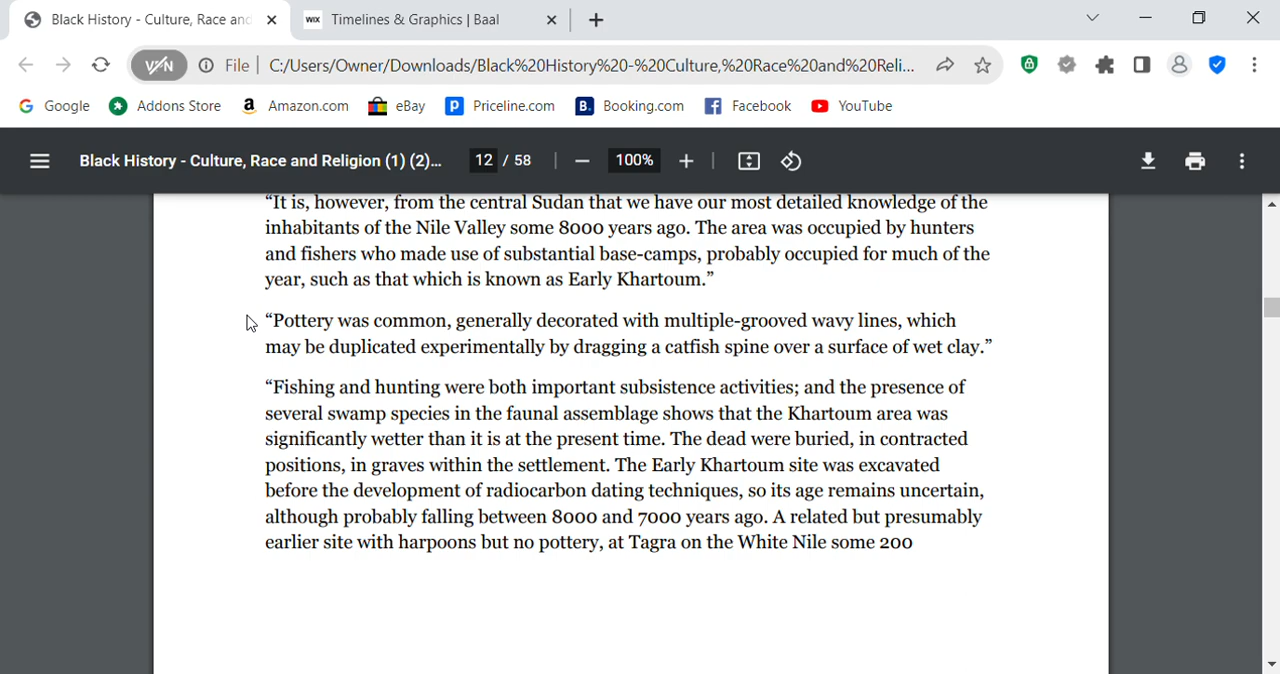 Black History - Culture, Race and
Timelines & Graphics | Baal
VPN
File
C:/Users/Owner/Downloads/Black%20History%20-%20Culture,%20Race%20and%20Reli...
Google
Addons Store
Amazon.com
eBay
Priceline.com
Booking.com
Facebook
YouTube
Black History - Culture, Race and Religion (1) (2)...
12 / 58
100%
“It is, however, from the central Sudan that we have our most detailed knowledge of the
inhabitants of the Nile Valley some 8000 years ago. The area was occupied by hunters
and fishers who made use of substantial base-camps, probably occupied for much of the
year, such as that which is known as Early Khartoum.”
“Pottery was common, generally decorated with multiple-grooved wavy lines, which
may be duplicated experimentally by dragging a catfish spine over a surface of wet clay.”
“Fishing and hunting were both important subsistence activities; and the presence of
several swamp species in the faunal assemblage shows that the Khartoum area was
significantly wetter than it is at the present time. The dead were buried, in contracted
positions, in graves within the settlement. The Early Khartoum site was excavated
before the development of radiocarbon dating techniques, so its age remains uncertain,
although probably falling between 8000 and 7000 years ago. A related but presumably
earlier site with harpoons but no pottery, at Tagra on the White Nile some 200